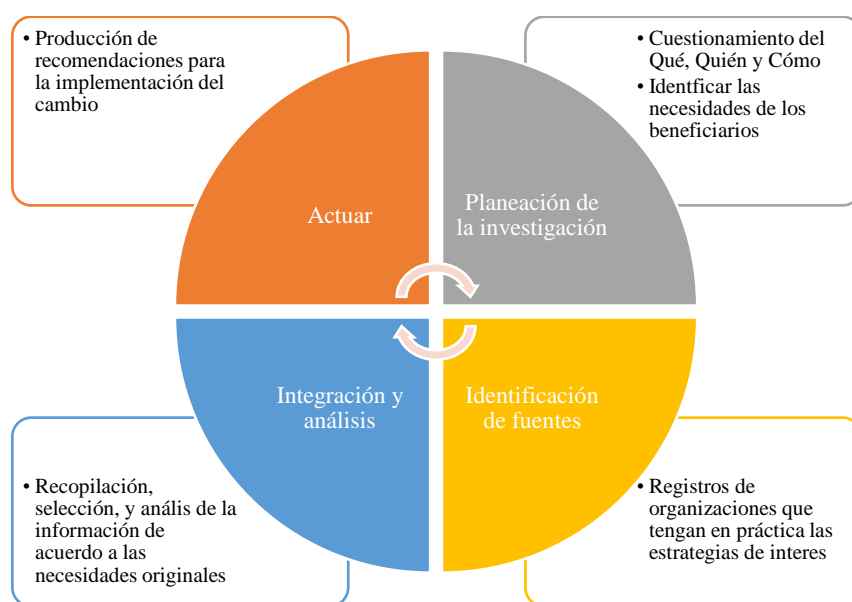 • Producción de
recomendaciones para
la implementación del
cambio
• Cuestionamiento del
Qué, Quién y Cómo
• Identficar las
necesidades de los
beneficiarios
Actuar
Planeación de
la investigación
Integración y
análisis
Identificación
de fuentes
• Recopilación,
selección, y anális de la
información de
acuerdo a las
necesidades originales
• Registros de
organizaciones que
tengan en práctica las
estrategias de interes